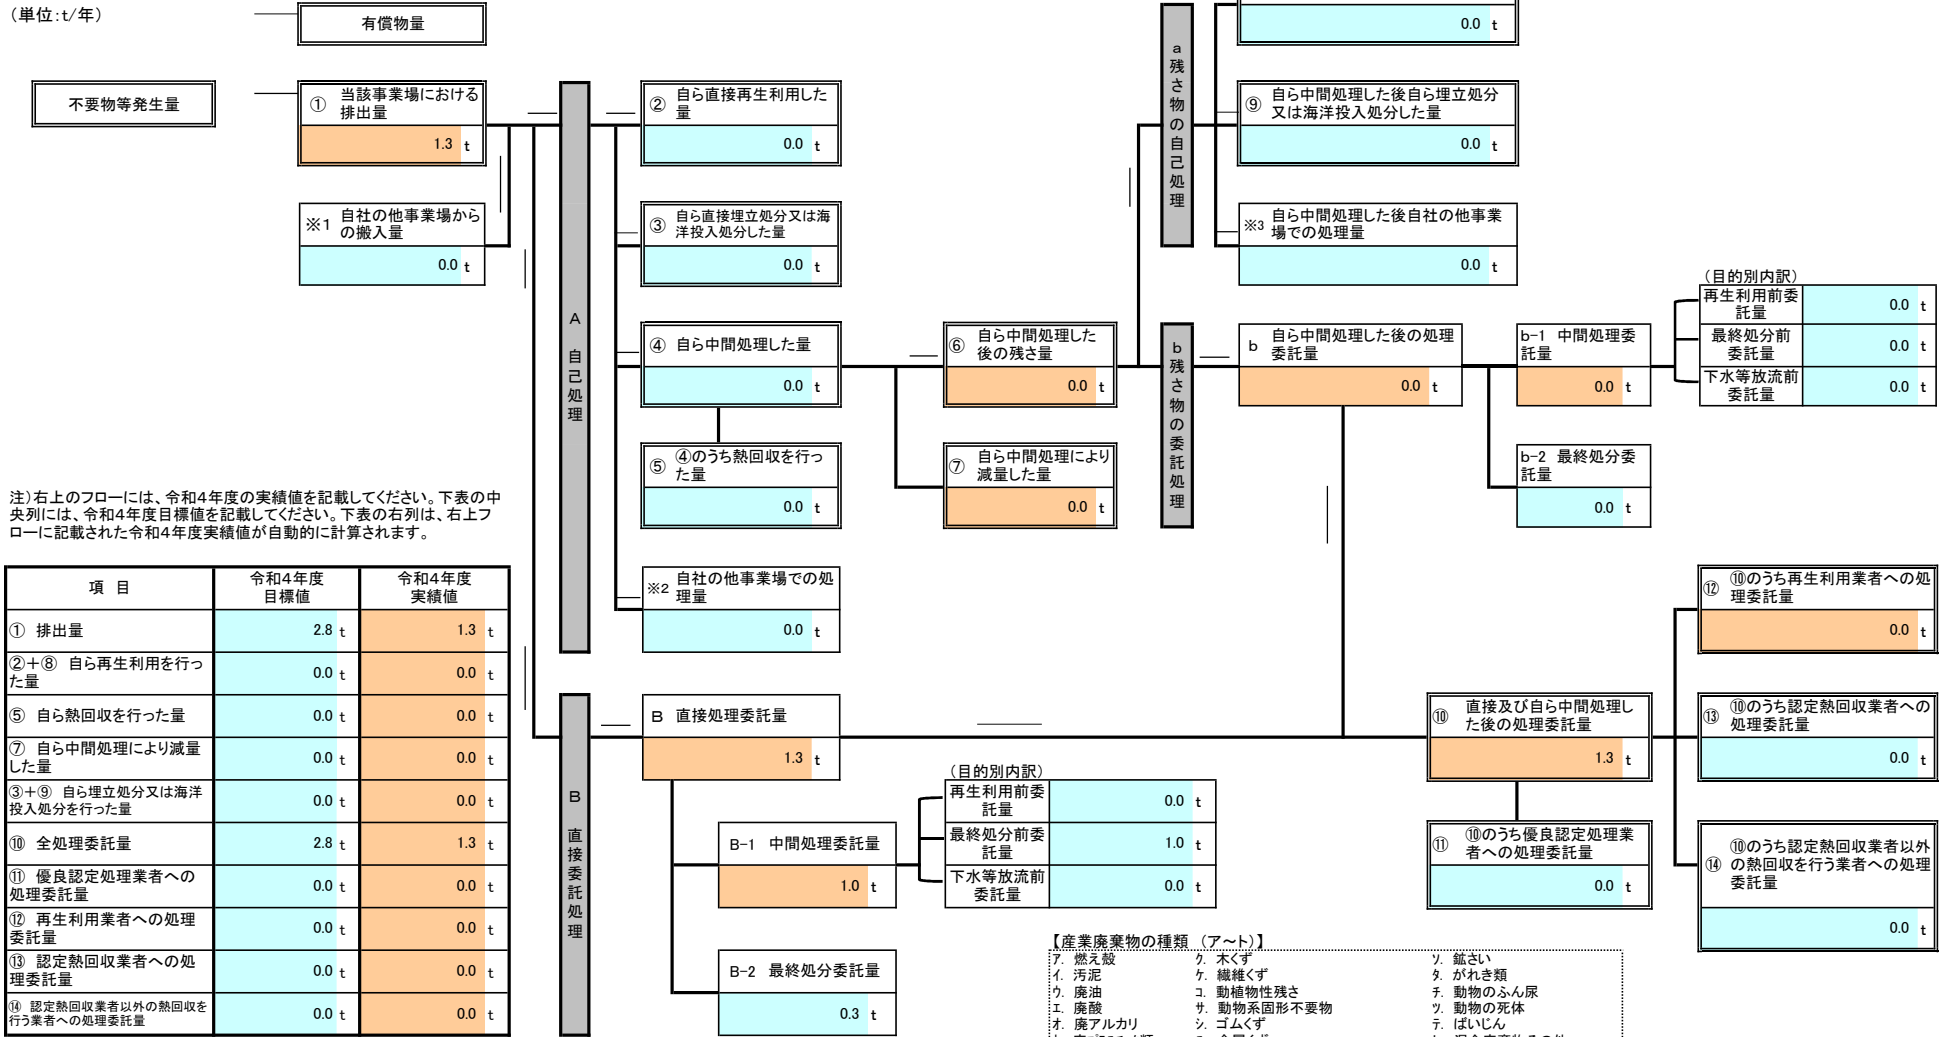 (単位:t/年)
有償物量
0.0 t
不要物等発生量
① 当該事業場における
排出量
1.3 t
※1 自社の他事業場から
の搬入量
0.0 t
A 自己処理
② 自ら直接再生利用した
量
0.0 t
③ 自ら直接埋立処分又は海
洋投入処分した量
0.0 t
④ 自ら中間処理した量
0.0 t
⑤ ④のうち熱回収を行っ
た量
0.0 t
※2 自社の他事業場での処
理量
0.0 t
⑥ 自ら中間処理した
後の残さ量
0.0 t
⑦ 自ら中間処理により
減量した量
0.0 t
a 残さ物の自己処理
⑨ 自ら中間処理した後自ら埋立処分
又は海洋投入処分した量
0.0 t
※3 自ら中間処理した後自社の他事業
場での処理量
0.0 t
b 残さ物の委託処理
b 自ら中間処理した後の処理
委託量
0.0 t
b-1 中間処理委
託量
0.0 t
b-2 最終処分委
託量
0.0 t
(目的別内訳)
再生利用前委
託量
0.0 t
最終処分前
委託量
0.0 t
下水等放流前
委託量
0.0 t
注)右上のフローには、令和4年度の実績値を記載してください。下表の中
央列には、令和4年度目標値を記載してください。下表の右列は、右上フ
ローに記載された令和4年度実績値が自動的に計算されます。
項 目 令和4年度
目標値 令和4年度
実績値
① 排出量 2.8 t 1.3 t
②+⑧ 自ら再生利用を行っ
た量 0.0 t 0.0 t
⑤ 自ら熱回収を行った量 0.0 t 0.0 t
⑦ 自ら中間処理により減量
した量 0.0 t 0.0 t
③+⑨ 自ら埋立処分又は海洋
投入処分を行った量 0.0 t 0.0 t
⑩ 全処理委託量 2.8 t 1.3 t
⑪ 優良認定処理業者への
処理委託量 0.0 t 0.0 t
⑫ 再生利用業者への処理
委託量 0.0 t 0.0 t
⑬ 認定熱回収業者への処
理委託量 0.0 t 0.0 t
⑭ 認定熱回収業者以外の熱回収を
行う業者への処理委託量 0.0 t 0.0 t
B 直接委託処理
B 直接処理委託量
1.3 t
B-1 中間処理委託量
1.0 t
B-2 最終処分委託量
0.3 t
(目的別内訳)
再生利用前委
託量
0.0 t
最終処分前委
託量
1.0 t
下水等放流前
委託量
0.0 t
⑩ 直接及び自ら中間処理し
た後の処理委託量
1.3 t
⑪ ⑩のうち優良認定処理業
者への処理委託量
0.0 t
⑫ ⑩のうち再生利用業者への処
理委託量
0.0 t
⑬ ⑩のうち認定熱回収業者への
処理委託量
0.0 t
⑭ ⑩のうち認定熱回収業者以外
の熱回収を行う業者への処理
委託量
0.0 t
【産業廃棄物の種類 (ア~ト)】
ア. 燃え殻 ク. 木くず ソ. 鉱さい
イ. 汚泥 ケ. 繊維くず タ. がれき類
ウ. 廃油 コ. 動植物性残さ チ. 動物のふん尿
エ. 廃酸 サ. 動物系固形不要物 ツ. 動物の死体
オ. 廃アルカリ シ. ゴムくず テ. ばいじん